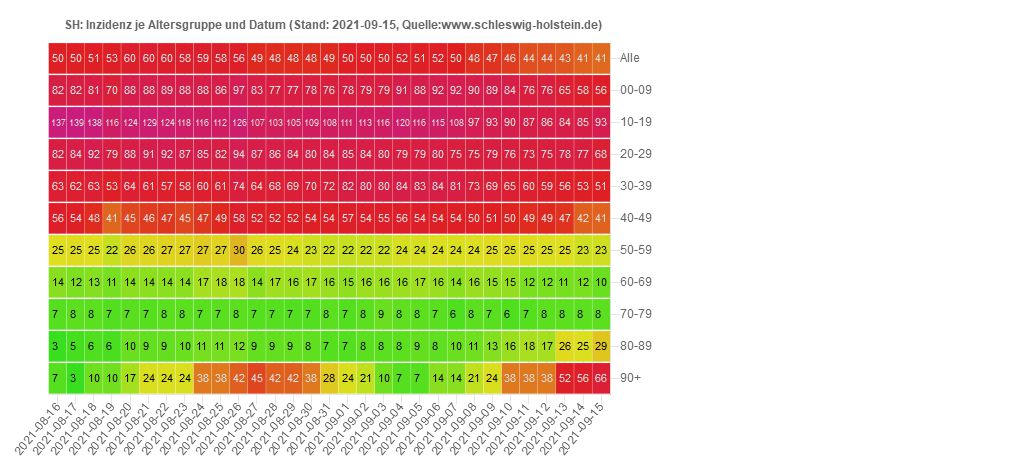 SH: Inzidenz je Altersgruppe und Datum (Stand: 2021-09-15, Quelle:www.schleswig-holstein.de)
50 50 51 53 60 60 60 58 59 58 56 49 48 48 48 49 50 50 50 52 51 52 50 48 47 46 44 44 43 41 41 Alle
82 82 81 70 88 88 89 88 88 86 97 83 77 77 78 76 78 79 79 91 88 92 92 90 89 84 76 76 65 58 56 00-09
137 139 138 116 124 129 124 118 116 112 126 107 103 105 109 108 111 113 116 120 116 115 108 97 93 90 87 86 84 85 93 10-19
82 84 92 79 88 91 92 87 85 82 94 87 86 84 80 84 85 84 80 79 79 80 75 75 79 76 73 75 78 77 68 20-29
63 62 63 53 64 61 57 58 60 61 74 64 68 69 70 72 82 80 80 84 83 84 81 73 69 65 60 59 56 53 51 30-39
56 54 48 41 45 46 47 45 47 49 58 52 52 52 54 54 57 54 55 56 54 54 54 50 51 50 49 49 47 42 41 40-49
25 25 25 22 26 26 27 27 27 27 30 26 25 24 23 22 22 22 22 24 24 24 24 24 25 25 25 25 25 23 23 50-59
14 12 13 11 14 14 14 14 17 18 18 14 17 16 17 16 15 17 16 16 17 16 14 16 15 15 12 12 11 12 10 60-69
7 8 8 7 7 7 8 8 7 7 8 7 7 7 7 8 7 8 9 8 8 7 6 8 7 6 7 8 8 8 8 70-79
3 5 6 6 10 9 9 10 11 11 12 9 9 9 8 7 7 8 8 8 9 8 10 11 13 16 18 17 26 25 29 80-89
7 3 10 10 17 24 24 24 38 38 42 45 42 42 38 28 24 21 10 7 7 14 14 21 24 38 38 38 52 56 66 90+
2021-08-16 2021-08-17 2021-08-18 2021-08-19 2021-08-20 2021-08-21 2021-08-22 2021-08-23 2021-08-24 2021-08-25 2021-08-26 2021-08-27 2021-08-28 2021-08-29 2021-08-30 2021-08-31 2021-09-01 2021-09-02 2021-09-03 2021-09-04 2021-09-05 2021-09-06 2021-09-07 2021-09-08 2021-09-09 2021-09-10 2021-09-11 2021-09-12 2021-09-13 2021-09-14 2021-09-15